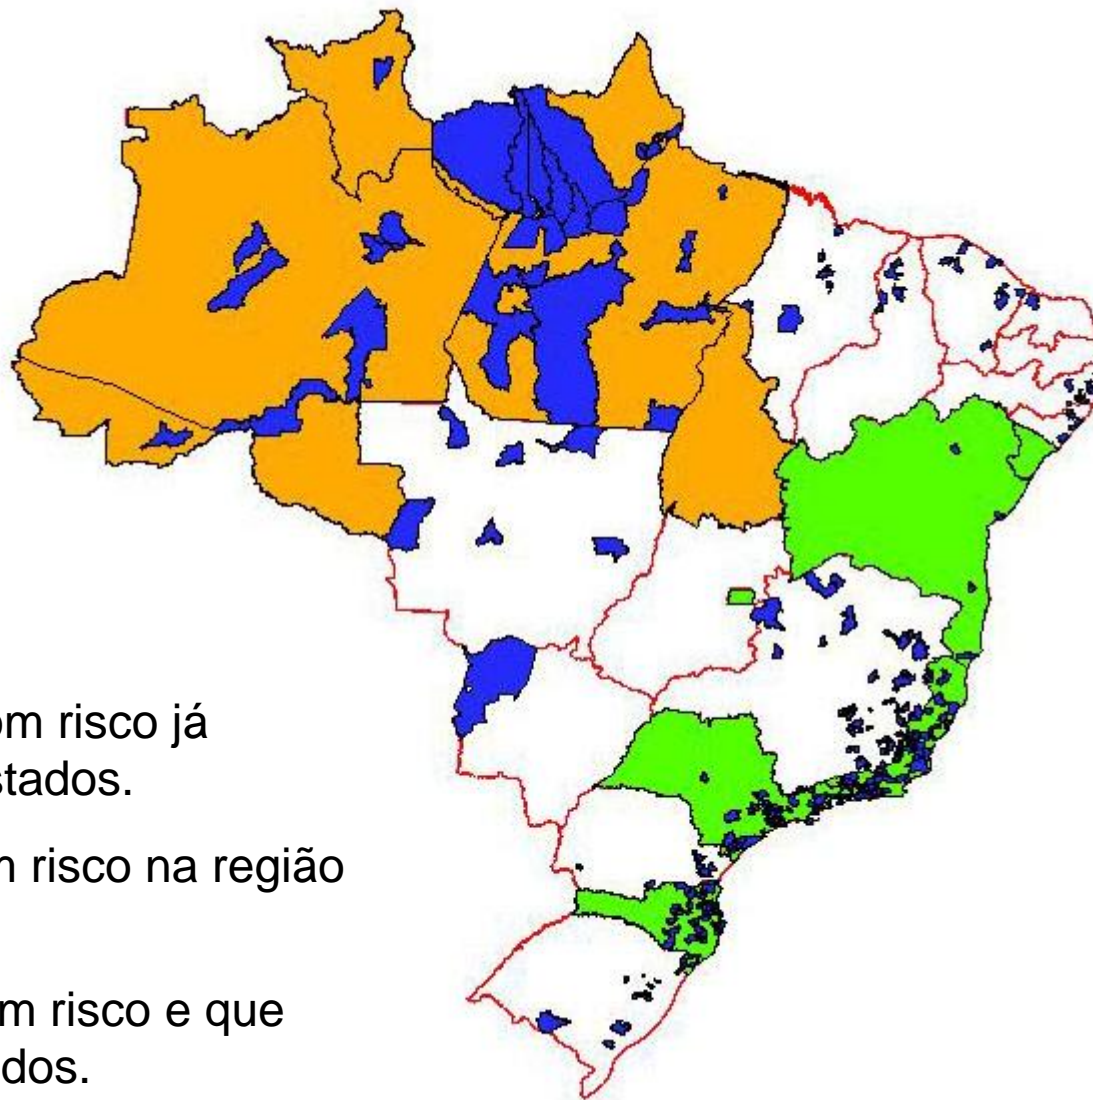 om risco já
stados.
m risco na região
m risco e que
dos.